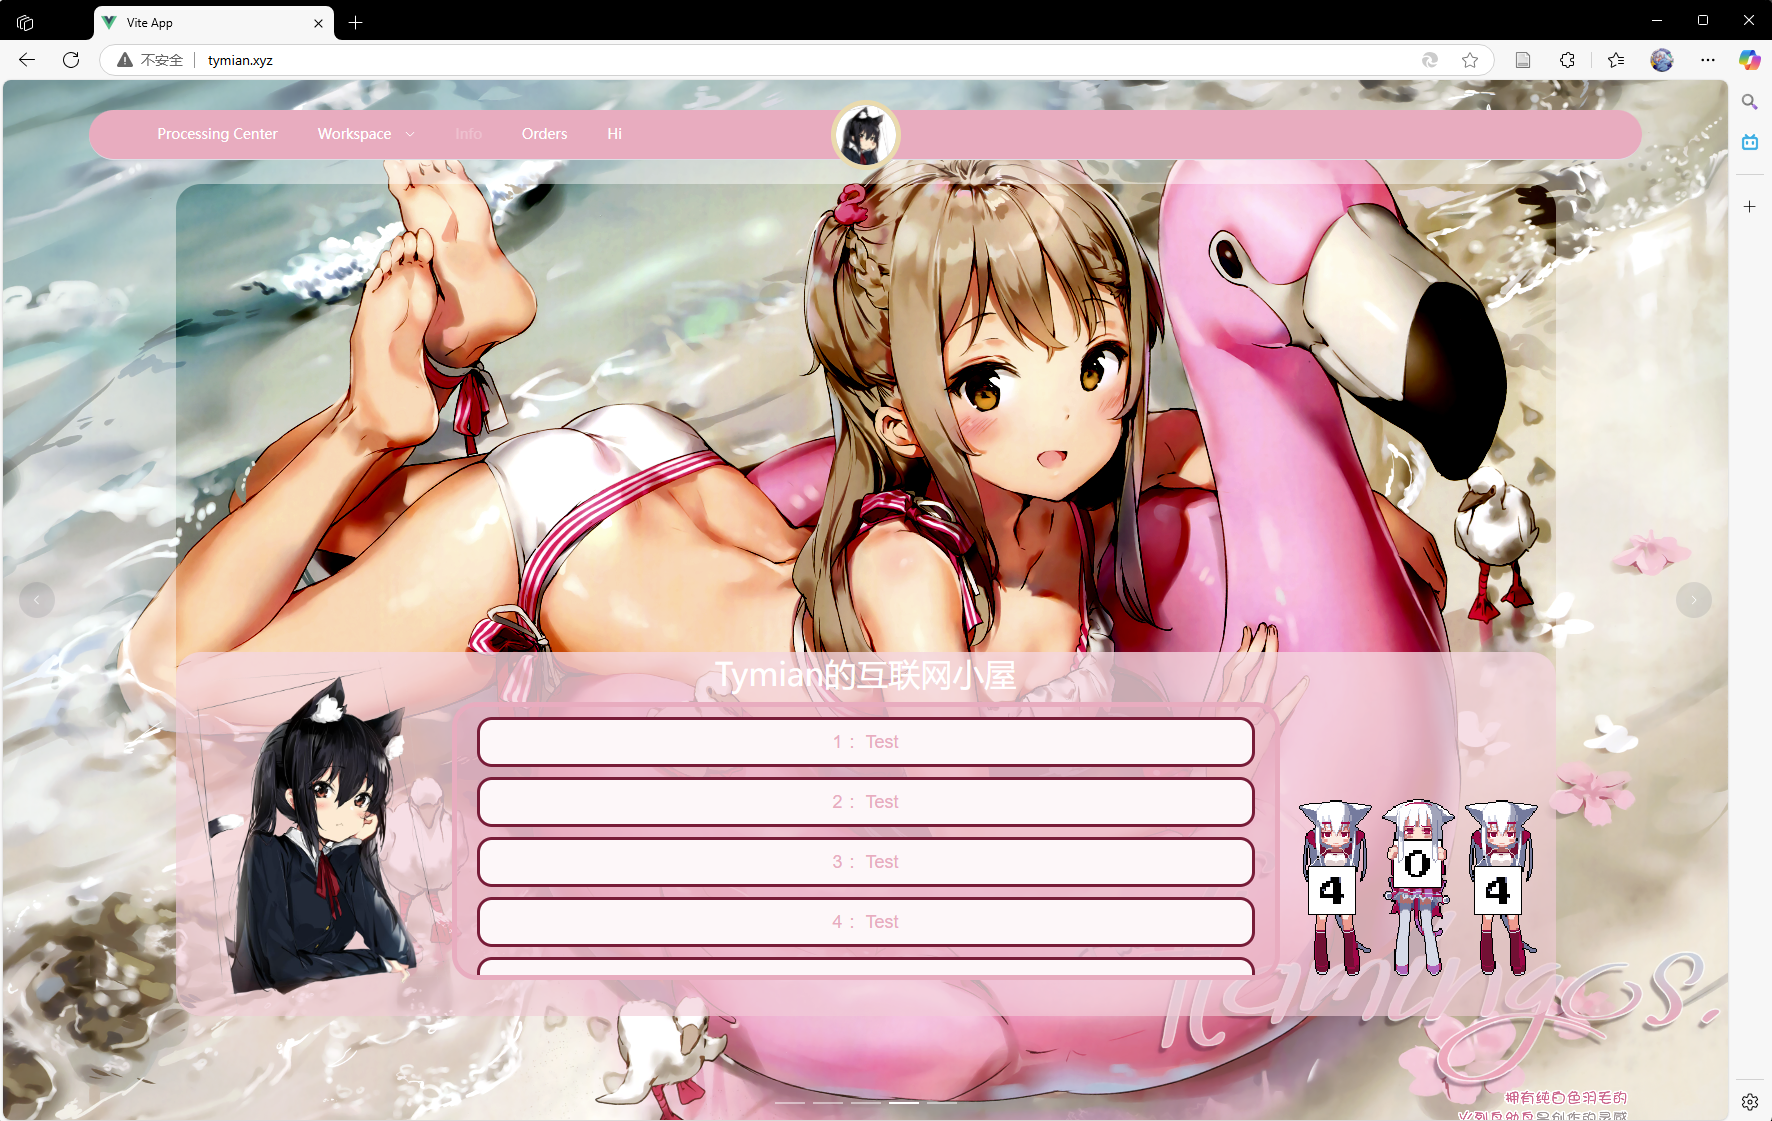 Vite App
不安全
tymian.xyz
Processing Center
Workspace
Info
Orders
Hi
Tymian的互联网小屋
1： Test
2： Test
3： Test
4： Test
4
0
4
flamingos.
拥有纯白色羽毛的